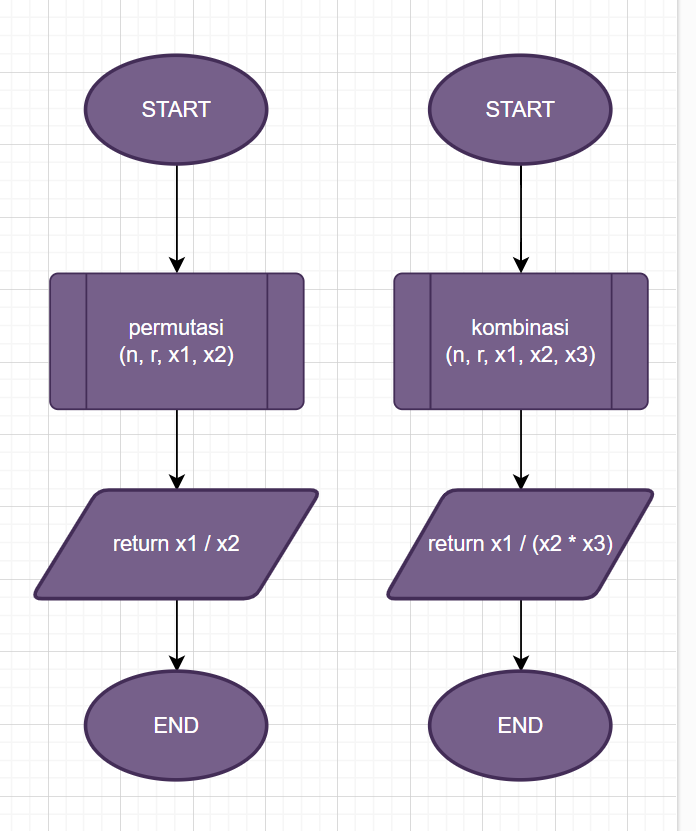 START
permutasi
(n, r, x1, x2)
return x1 / x2
END
START
kombinasi
(n, r, x1, x2, x3)
return x1 / (x2 * x3)
END